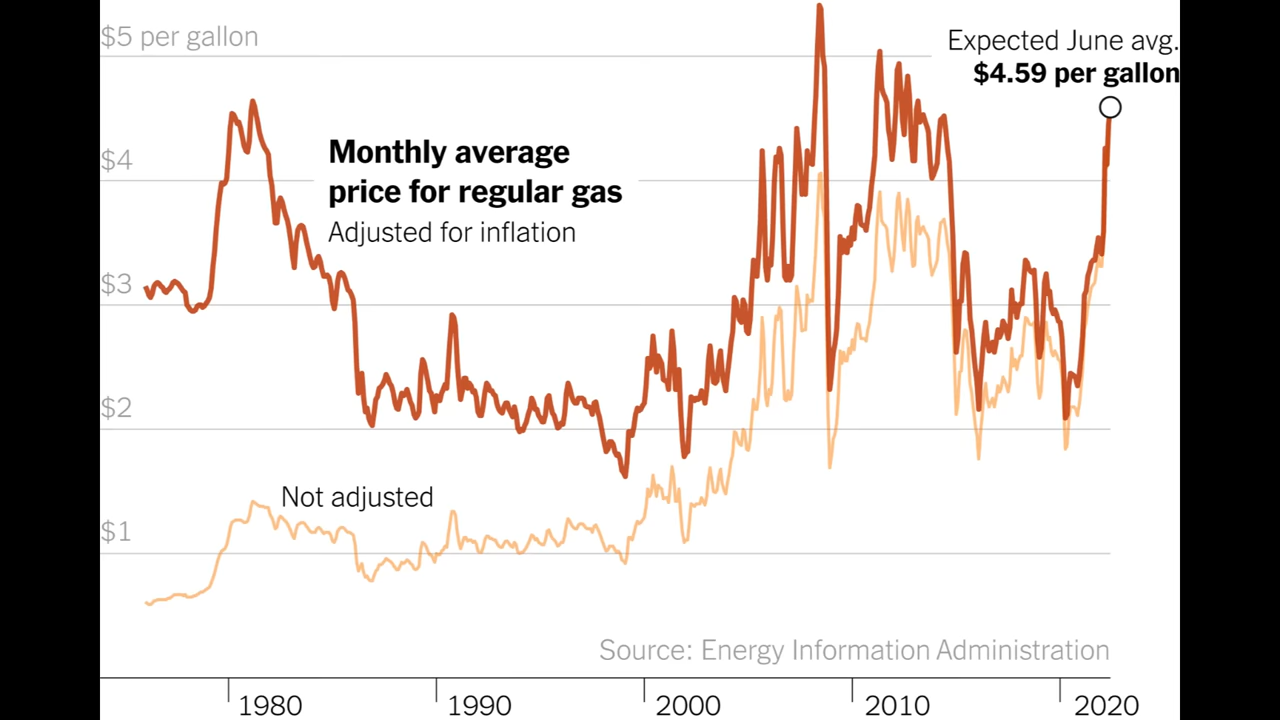 $5 per gallon
Expected June avg.
$4.59 per gallon
Monthly average
price for regular gas
Adjusted for inflation
$4
$3
$2
Not adjusted
$1
Source: Energy Information Administration
1980
1990
2000
2010
2020